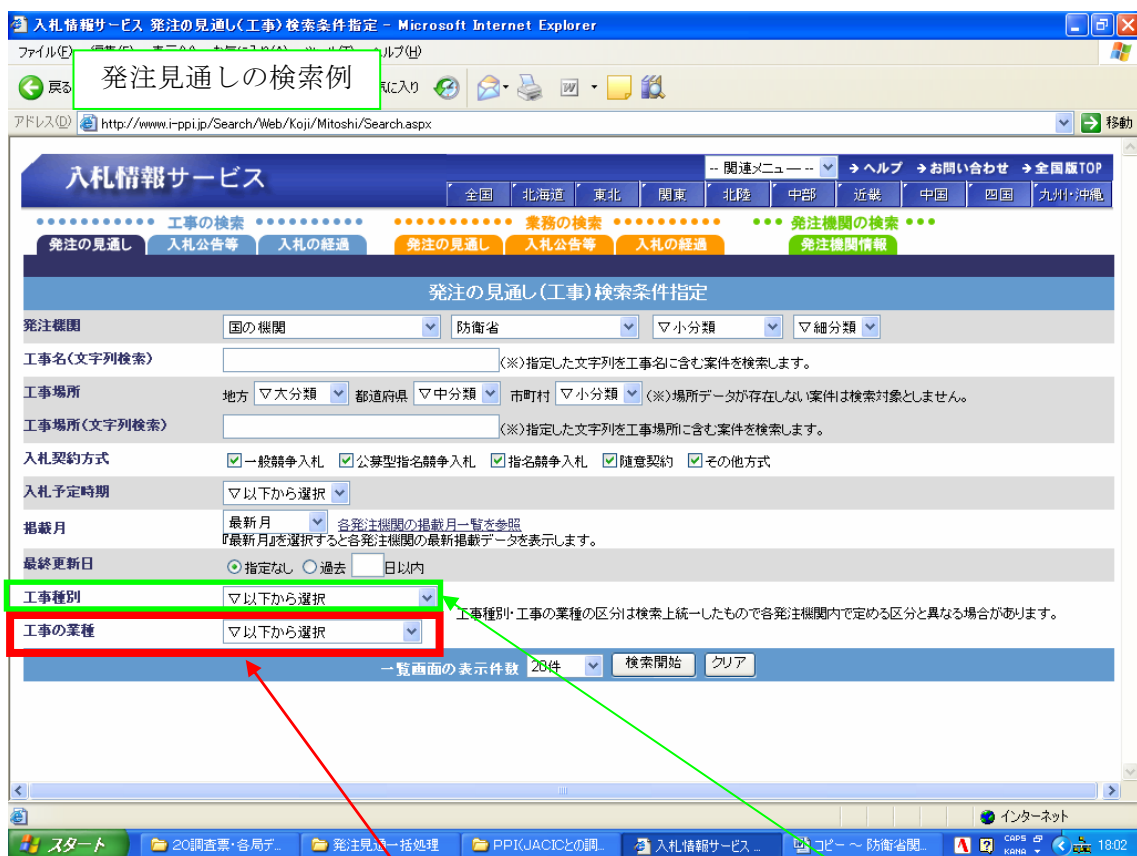 入札情報サービス 発注の見通し(工事)検索条件指定 - Microsoft Internet Explorer
ファイル(F)
ヘルプ(H)
発注見通しの検索例
戻る
気に入り
アドレス(D) http://www.i-ppi.jp/Search/Web/Koji/Mitoshi/Search.aspx 移動
入札情報サービス
-- 関連メニュー -- →ヘルプ →お問い合わせ →全国版TOP
全国 北海道 東北 関東 北陸 中部 近畿 中国 四国 九州・沖縄
工事の検索 業務の検索 発注機関の検索
発注の見通し 入札公告等 入札の経過 発注の見通し 入札公告等 入札の経過 発注機関情報
発注の見通し(工事)検索条件指定
発注機関 国の機関 防衛省 ▽小分類 ▽細分類
工事名(文字列検索) (※)指定した文字列を工事名に含む案件を検索します。
工事場所 地方 ▽大分類 都道府県 ▽中分類 市町村 ▽小分類 (※)場所データが存在しない案件は検索対象としません。
工事場所(文字列検索) (※)指定した文字列を工事場所に含む案件を検索します。
入札契約方式 一般競争入札 公募型指名競争入札 指名競争入札 随意契約 その他方式
入札予定時期 ▽以下から選択
掲載月 最新月 各発注機関の掲載月一覧を参照
『最新月』を選択すると各発注機関の最新掲載データを表示します。
最終更新日 指定なし 過去 日以内
工事種別 ▽以下から選択
工事種別・工事の業種の区分は検索上統一したもので各発注機関内で定める区分と異なる場合があります。
工事の業種 ▽以下から選択
一覧画面の表示件数 20件 検索開始 クリア
インターネット
スタート 20調査票・各局デ... 発注見通一括処理 PPI(JACICとの調... 入札情報サービス ... コピー ~ 防衛省関... CAPS KANA 18:02